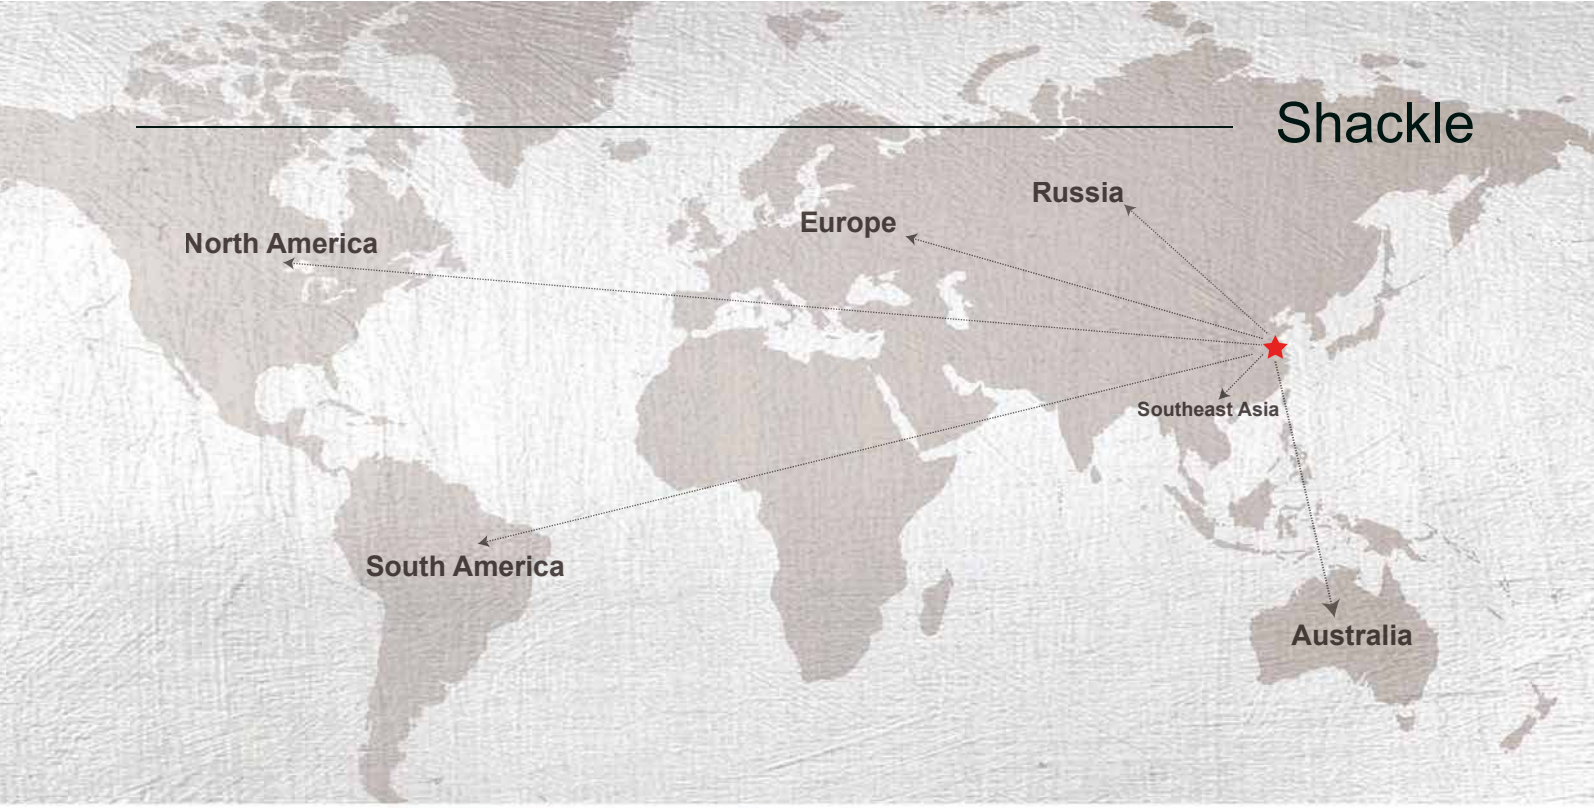 Shackle
Russia
Europe
North America
Southeast Asia
South America
Australia